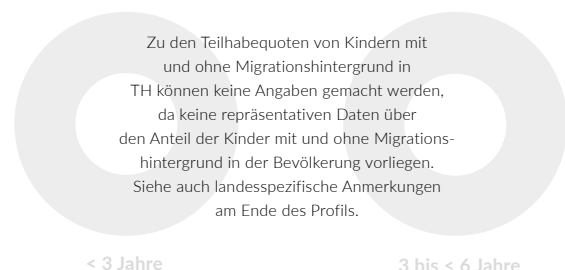 Zu den Teilhabequoten von Kindern mit
und ohne Migrationshintergrund in
TH können keine Angaben gemacht werden,
da keine repräsentativen Daten über
den Anteil der Kinder mit und ohne Migrations-
hintergrund in der Bevölkerung vorliegen.
Siehe auch landesspezifische Anmerkungen
am Ende des Profils.
< 3 Jahre
3 bis < 6 Jahre